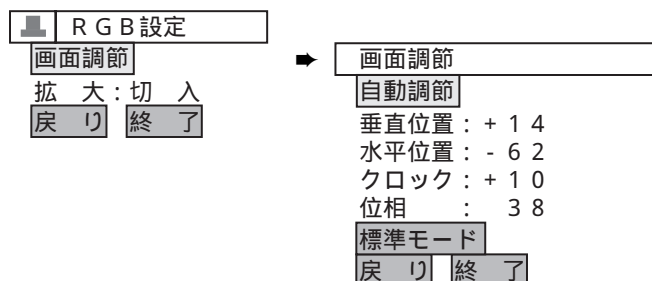 RGB設定
画面調節
拡 大:切 入
戻 り 終 了
画面調節
自動調節
垂直位置:+14
水平位置:-62
クロック:+10
位相 : 38
標準モード
戻 り 終 了